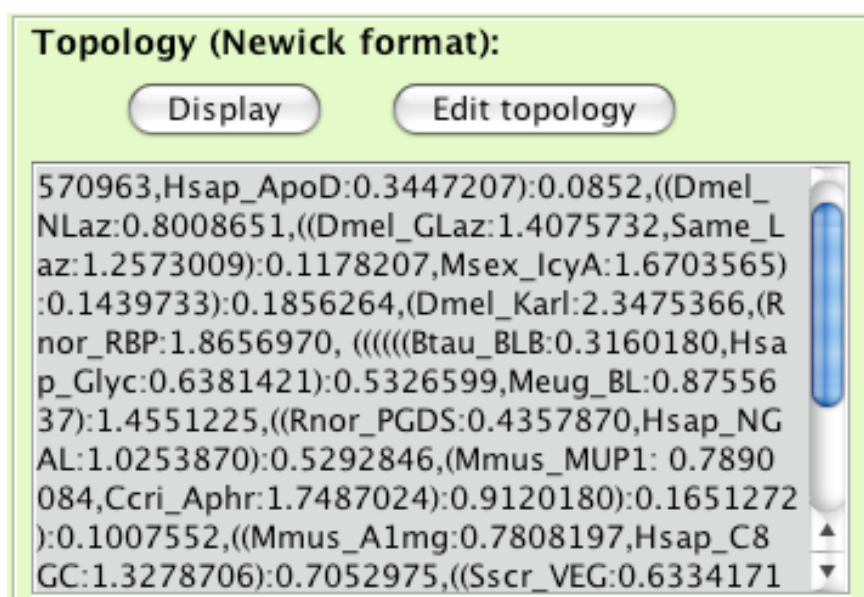 Topology (Newick format):
Display Edit topology
570963,Hsap_ApoD:0.3447207):0.0852,((Dmel_
NLaz:0.8008651,((Dmel_GLaz:1.4075732,Same_L
az:1.2573009):0.1178207,Msex_IcyA:1.6703565)
:0.1439733):0.1856264,(Dmel_Karl:2.3475366,(R
nor_RBP:1.8656970, ((((((Btau_BLB:0.3160180,Hsa
p_Glyc:0.6381421):0.5326599,Meug_BL:0.87556
37):1.4551225,((Rnor_PGDS:0.4357870,Hsap_NG
AL:1.0253870):0.5292846,(Mmus_MUP1: 0.7890
084,Ccri_Aphr:1.7487024):0.9120180):0.1651272
):0.1007552,((Mmus_A1mg:0.7808197,Hsap_C8
GC:1.3278706):0.7052975,((Sscr_VEG:0.6334171